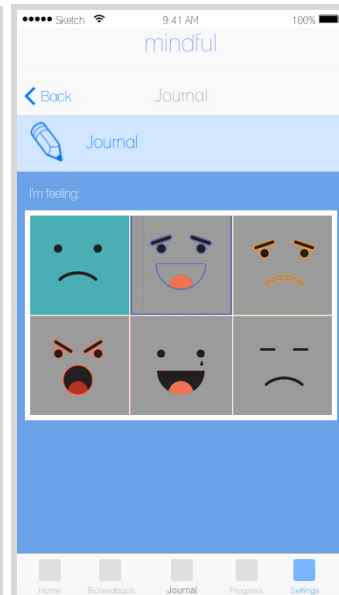 Sketch 9:41 AM 100%
mindful
Back Journal
Journal
I'm feeling:
Home Biofeedback Journal Progress Settings